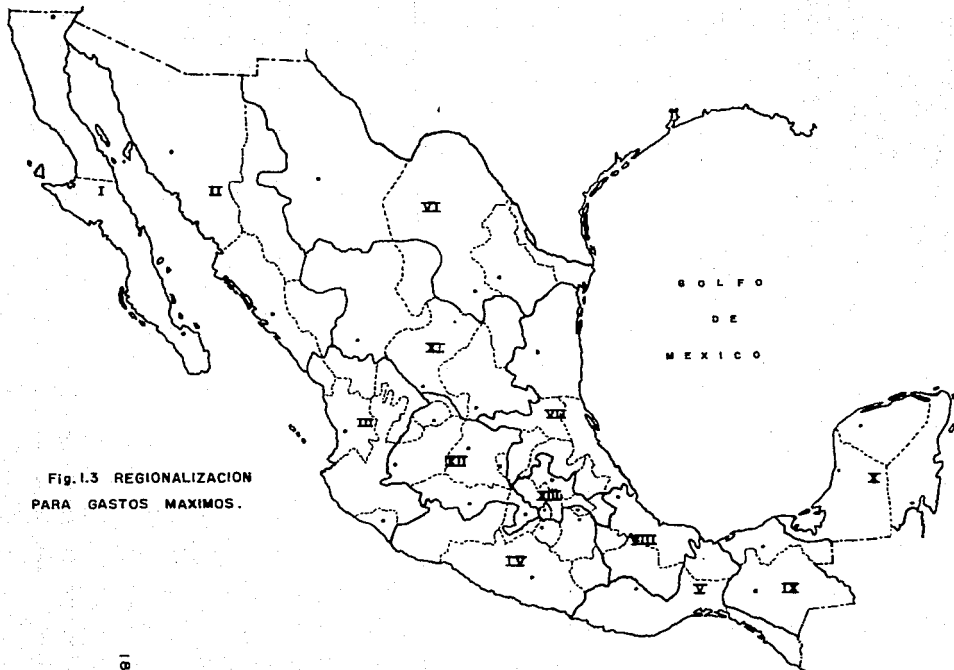 I
II
VI
GOLFO
DE
MEXICO
XI
III
VII
XII
X
Fig. I.3 REGIONALIZACION
PARA GASTOS MAXIMOS.
XIII
VIII
IV
V
IX
18